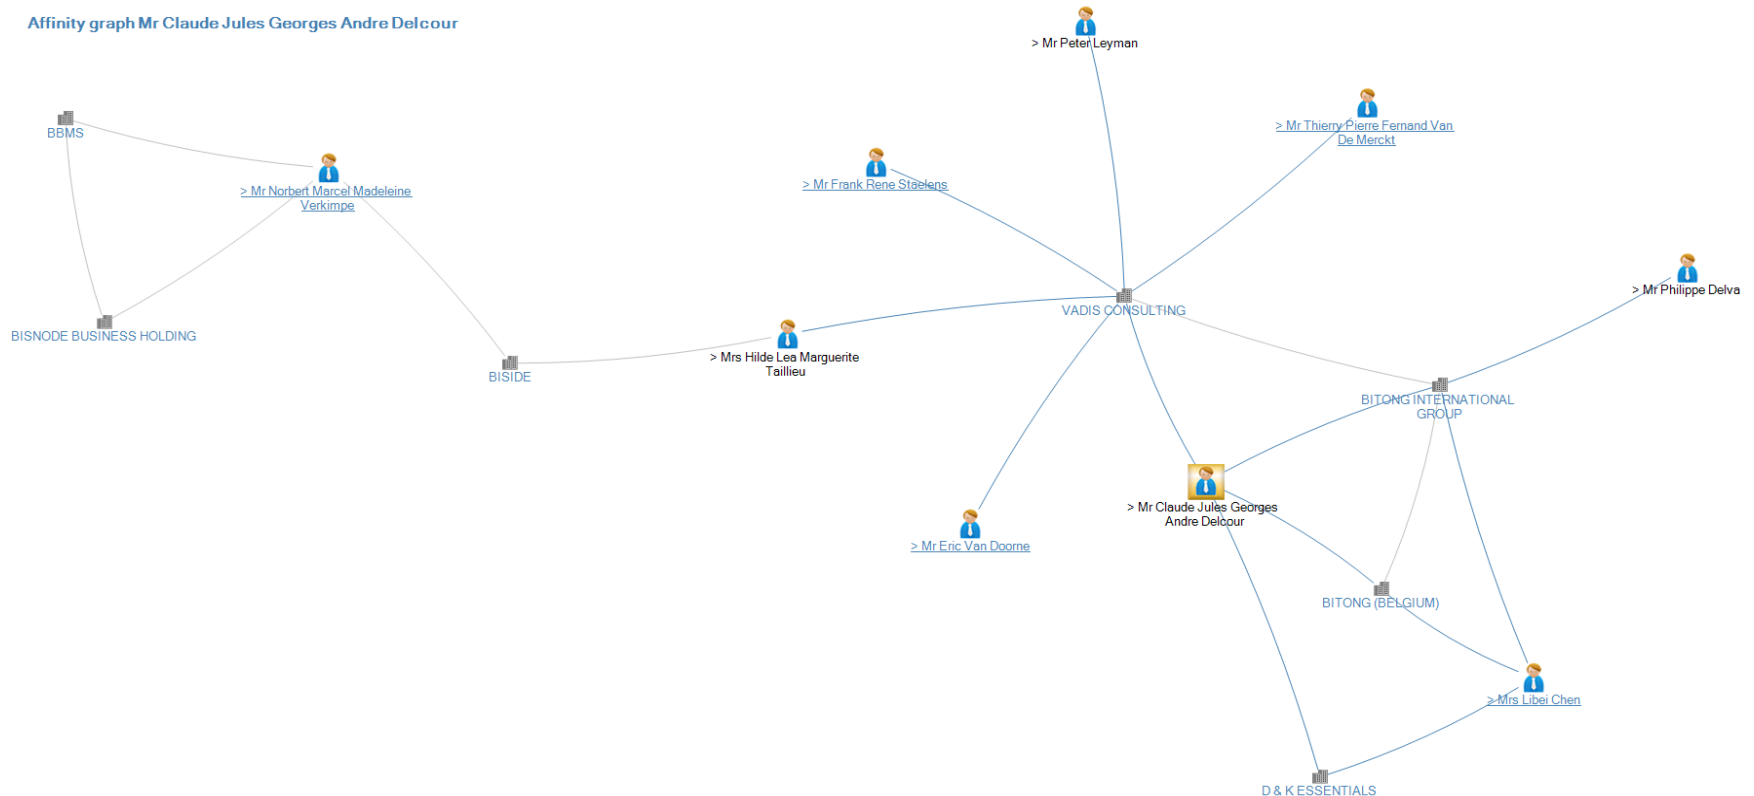 Affinity graph Mr Claude Jules Georges Andre Delcour
> Mr Peter Leyman
BBMS
> Mr Thierry Pierre Fernand Van
De Merckt
> Mr Norbert Marcel Madeleine
Verkimpe
> Mr Frank Rene Staelens
> Mr Philippe Delva
VADIS CONSULTING
BISNODE BUSINESS HOLDING
> Mrs Hilde Lea Marguerite
Taillieu
BISIDE
BITONG INTERNATIONAL
GROUP
> Mr Claude Jules Georges
Andre Delcour
> Mr Eric Van Doorne
BITONG (BELGIUM)
> Mrs Libei Chen
D & K ESSENTIALS